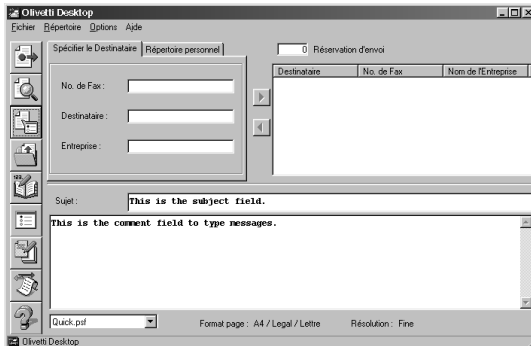 Olivetti Desktop
Fichier Répertoire Options Aide
Spécifier le Destinataire Répertoire personnel
0 Réservation d'envoi
Destinataire No. de Fax Nom de l'Entreprise
No. de Fax :
Destinataire :
Entreprise :
Sujet : This is the subject field.
This is the comment field to type messages.
Quick.psf Format page : A4 / Legal / Lettre Résolution : Fine
Olivetti Desktop